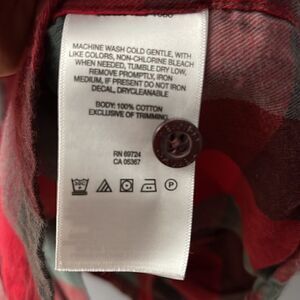 MACHINE WASH COLD GENTLE, WITH
LIKE COLORS, NON-CHLORINE BLEACH
WHEN NEEDED, TUMBLE DRY LOW,
REMOVE PROMPTLY, IRON
MEDIUM, IF PRESENT DO NOT IRON
DECAL, DRYCLEANABLE
BODY: 100% COTTON
EXCLUSIVE OF TRIMMING.
RN 69724
CA 05367
P